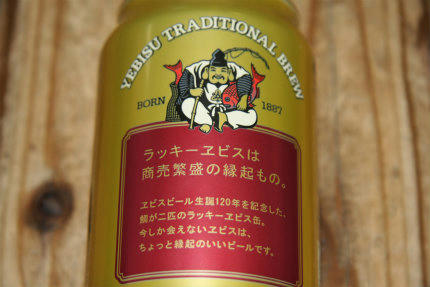 YEBISU TRADITIONAL BREW
BORN 1887
ラッキーヱビスは
商売繁盛の縁起もの。
ヱビスビール生誕120年を記念した、
鯛が二匹のラッキーヱビス缶。
今しか会えないヱビスは、
ちょっと縁起のいいビールです。